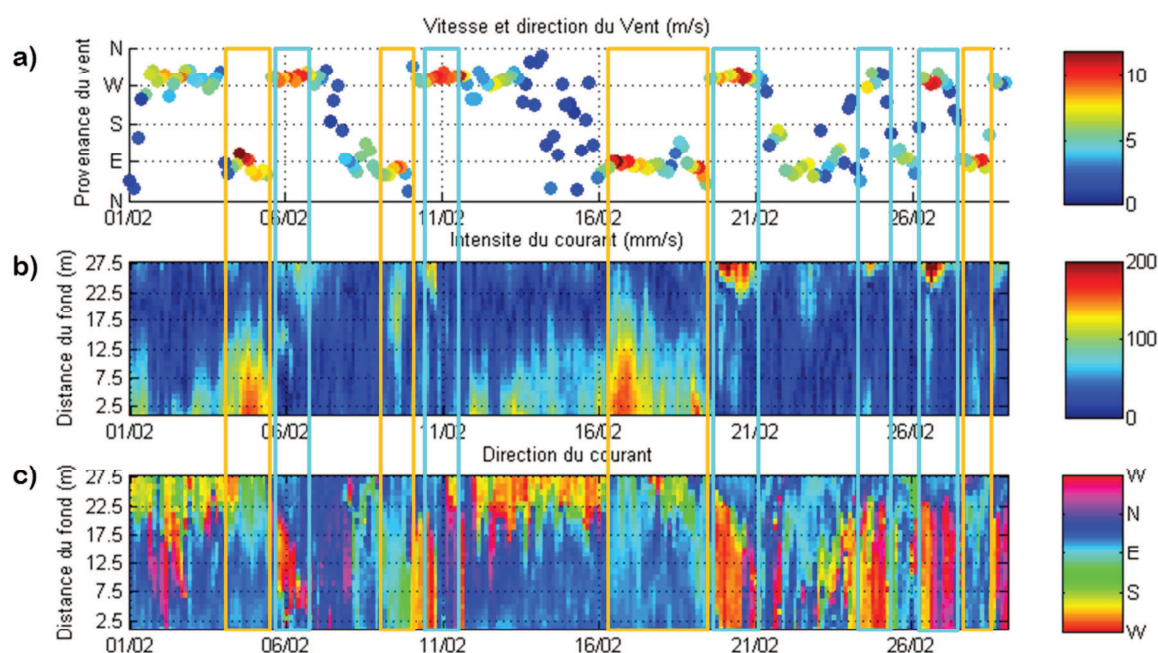 Vitesse et direction du Vent (m/s)
a)
Provenance du vent
N
W
S
E
N
01/02 06/02 11/02 16/02 21/02 26/02
10
5
0
Intensite du courant (mm/s)
b)
Distance du fond (m)
27.5
22.5
17.5
12.5
7.5
2.5
01/02 06/02 11/02 16/02 21/02 26/02
200
100
0
Direction du courant
c)
Distance du fond (m)
27.5
22.5
17.5
12.5
7.5
2.5
01/02 06/02 11/02 16/02 21/02 26/02
W
N
E
S
W